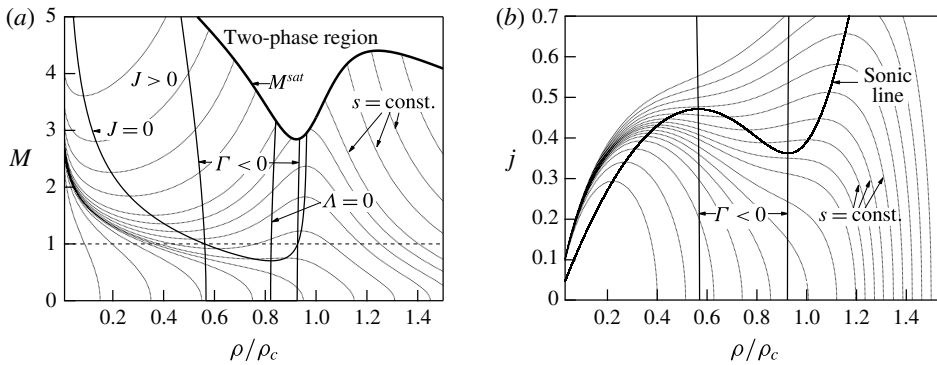 (a)
5
4
3
2
1
0
M
0.2 0.4 0.6 0.8 1.0 1.2 1.4
ρ/ρc
Two-phase region
J > 0
M^sat
s = const.
J = 0
Γ < 0
Λ = 0
(b)
0.7
0.6
0.5
0.4
0.3
0.2
0.1
0
j
0.2 0.4 0.6 0.8 1.0 1.2 1.4
ρ/ρc
Sonic
line
Γ < 0
s = const.